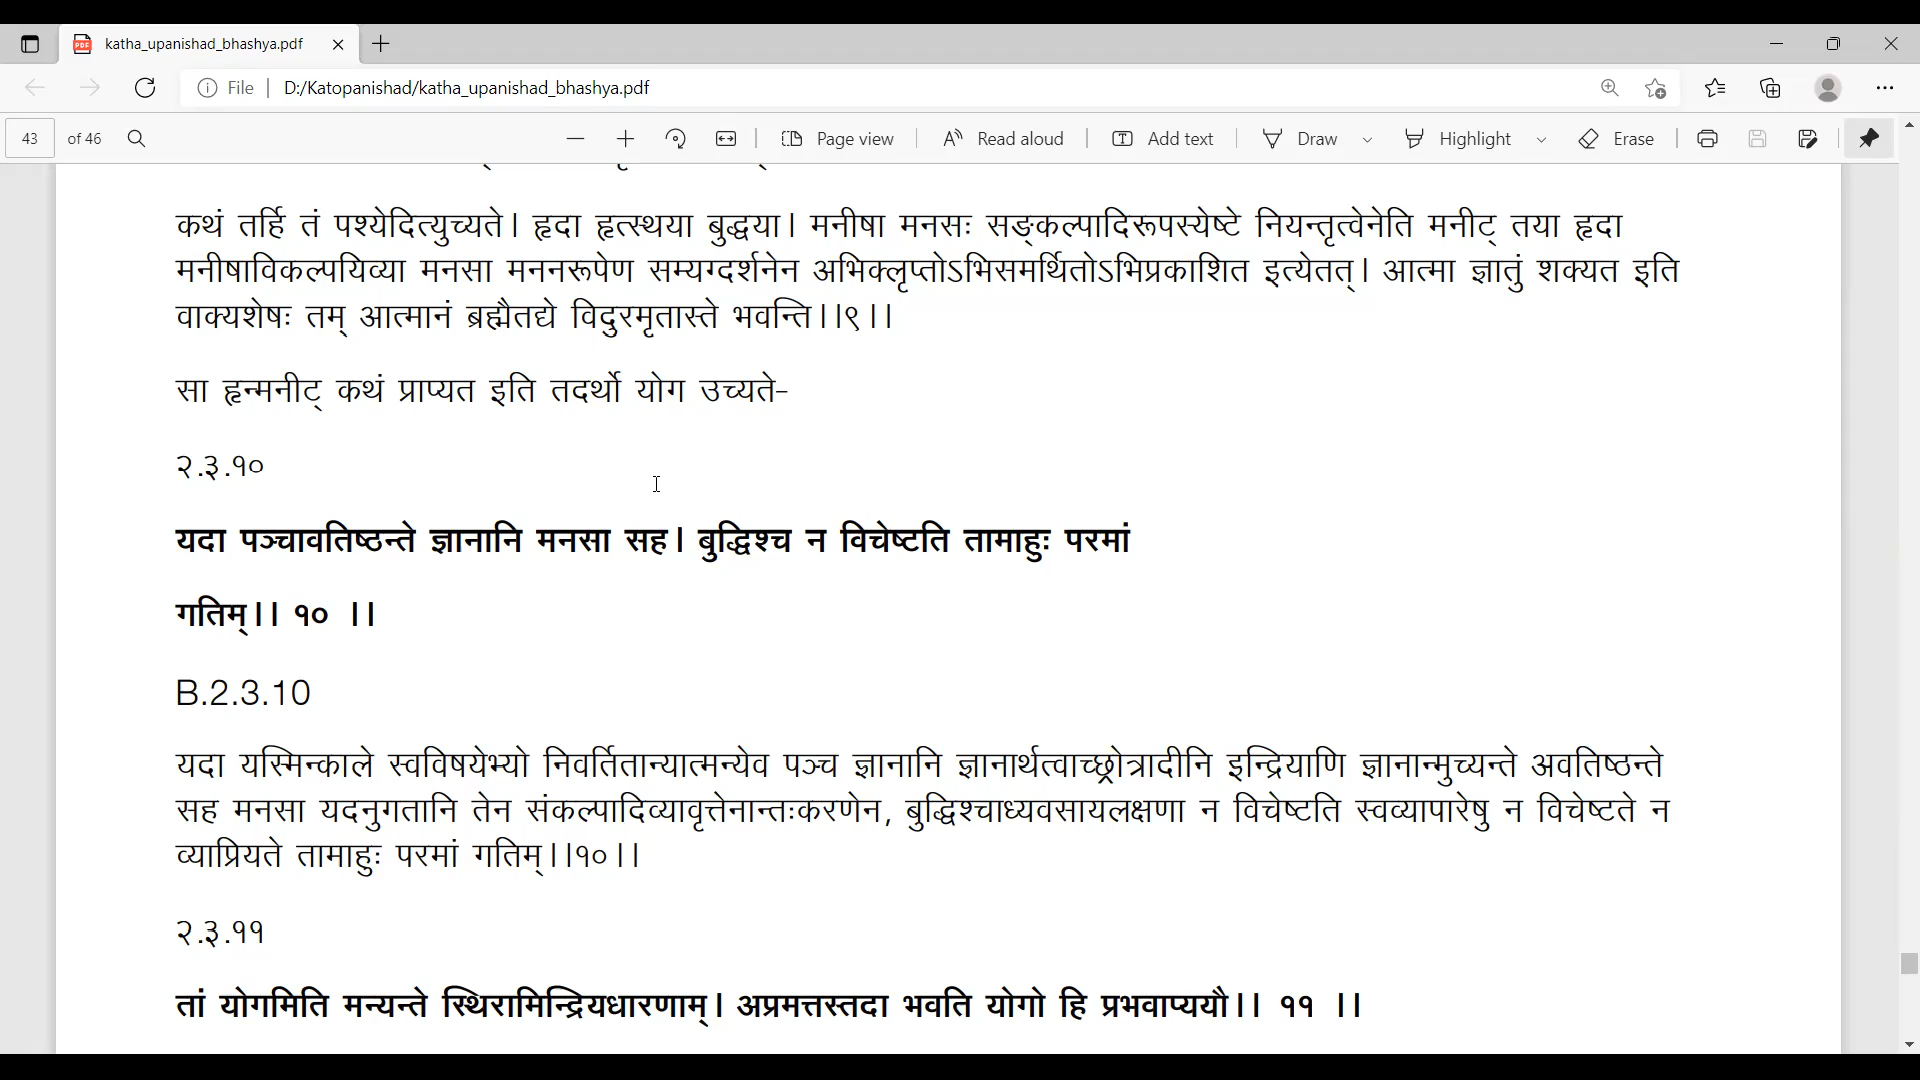 katha_upanishad_bhashya.pdf
File | D:/Katopanishad/katha_upanishad_bhashya.pdf
43 of 46 Page view Read aloud Add text Draw Highlight Erase
कथं तर्हि तं पश्येदित्युच्यते। हृदा हृत्स्थया बुद्धया। मनीषा मनसः सङ्कल्पादिरूपस्येष्टे नियन्तृत्वेनेति मनीट् तया हृदा
मनीषाविकल्पयिव्या मनसा मननरूपेण सम्यग्दर्शनेन अभिक्लृप्तोऽभिसमर्थितोऽभिप्रकाशित इत्येतत्। आत्मा ज्ञातुं शक्यत इति
वाक्यशेषः तम् आत्मानं ब्रह्मैतद्ये विदुरमृतास्ते भवन्ति।।९।।
सा हृन्मनीट् कथं प्राप्यत इति तदर्थो योग उच्यते-
२.३.१०
यदा पञ्चावतिष्ठन्ते ज्ञानानि मनसा सह। बुद्धिश्च न विचेष्टति तामाहुः परमां
गतिम्।। १० ।।
B.2.3.10
यदा यस्मिन्काले स्वविषयेभ्यो निवर्तितान्यात्मन्येव पञ्च ज्ञानानि ज्ञानार्थत्वाच्छ्रोत्रादीनि इन्द्रियाणि ज्ञानान्मुच्यन्ते अवतिष्ठन्ते
सह मनसा यदनुगतानि तेन संकल्पादिव्यावृत्तेनान्तःकरणेन, बुद्धिश्चाध्यवसायलक्षणा न विचेष्टति स्वव्यापारेषु न विचेष्टते न
व्याप्रियते तामाहुः परमां गतिम्।।१०।।
२.३.११
तां योगमिति मन्यन्ते स्थिरामिन्द्रियधारणाम्। अप्रमत्तस्तदा भवति योगो हि प्रभवाप्ययौ।। ११ ।।